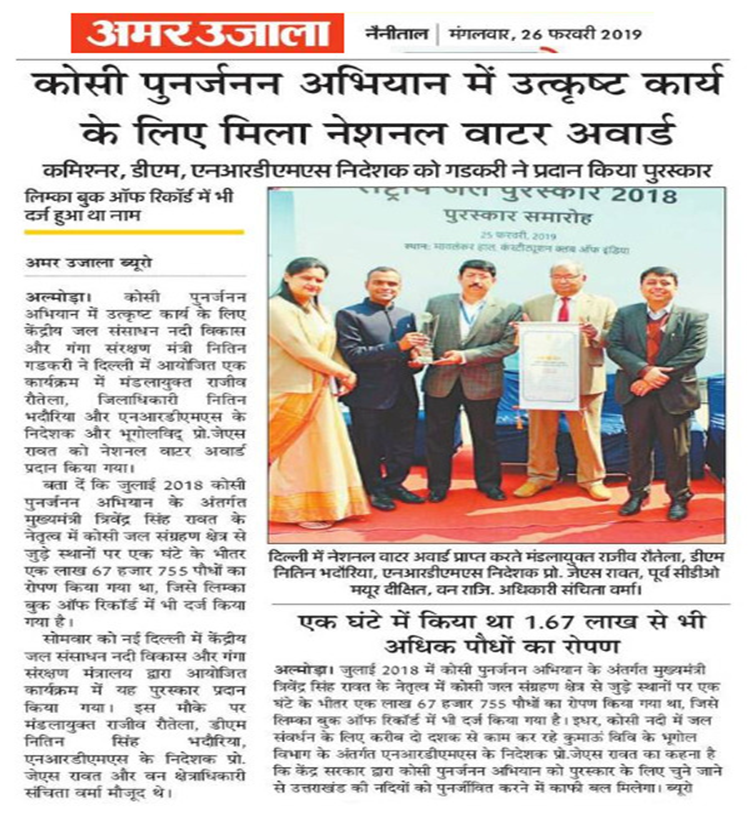 अमर उजाला
नैनीताल | मंगलवार, 26 फरवरी 2019
कोसी पुनर्जनन अभियान में उत्कृष्ट कार्य
के लिए मिला नेशनल वाटर अवार्ड
कमिश्नर, डीएम, एनआरडीएमएस निदेशक को गडकरी ने प्रदान किया पुरस्कार
लिम्का बुक ऑफ रिकॉर्ड में भी
दर्ज हुआ था नाम
अमर उजाला ब्यूरो
अल्मोड़ा। कोसी पुनर्जनन
अभियान में उत्कृष्ट कार्य के लिए
केंद्रीय जल संसाधन नदी विकास
और गंगा संरक्षण मंत्री नितिन
गडकरी ने दिल्ली में आयोजित एक
कार्यक्रम में मंडलायुक्त राजीव
रौतेला, जिलाधिकारी नितिन
भदौरिया और एनआरडीएमएस के
निदेशक और भूगोलविद् प्रो.जेएस
रावत को नेशनल वाटर अवार्ड
प्रदान किया गया।
बता दें कि जुलाई 2018 कोसी
पुनर्जनन अभियान के अंतर्गत
मुख्यमंत्री त्रिवेंद्र सिंह रावत के
नेतृत्व में कोसी जल संग्रहण क्षेत्र से
जुड़े स्थानों पर एक घंटे के भीतर
एक लाख 67 हजार 755 पौधों का
रोपण किया गया था, जिसे लिम्का
बुक ऑफ रिकॉर्ड में भी दर्ज किया
गया है।
सोमवार को नई दिल्ली में केंद्रीय
जल संसाधन नदी विकास और गंगा
संरक्षण मंत्रालय द्वारा आयोजित
कार्यक्रम में यह पुरस्कार प्रदान
किया गया। इस मौके पर
मंडलायुक्त राजीव रौतेला, डीएम
नितिन सिंह भदौरिया,
एनआरडीएमएस के निदेशक प्रो.
जेएस रावत और वन क्षेत्राधिकारी
संचिता वर्मा मौजूद थे।
राष्ट्रीय जल पुरस्कार 2018
पुरस्कार समारोह
25 फरवरी, 2019
स्थान: मावलंकर हाल, कंस्टीट्यूशन क्लब ऑफ इंडिया
दिल्ली में नेशनल वाटर अवार्ड प्राप्त करते मंडलायुक्त राजीव रौतेला, डीएम
नितिन भदौरिया, एनआरडीएमएस निदेशक प्रो. जेएस रावत, पूर्व सीडीओ
मयूर दीक्षित, वन राजि. अधिकारी संचिता वर्मा।
एक घंटे में किया था 1.67 लाख से भी
अधिक पौधों का रोपण
अल्मोड़ा। जुलाई 2018 में कोसी पुनर्जनन अभियान के अंतर्गत मुख्यमंत्री
त्रिवेंद्र सिंह रावत के नेतृत्व में कोसी जल संग्रहण क्षेत्र से जुड़े स्थानों पर एक
घंटे के भीतर एक लाख 67 हजार 755 पौधों का रोपण किया गया था, जिसे
लिम्का बुक ऑफ रिकॉर्ड में भी दर्ज किया गया है। इधर, कोसी नदी में जल
संवर्धन के लिए करीब दो दशक से काम कर रहे कुमाऊं विवि के भूगोल
विभाग के अंतर्गत एनआरडीएमएस के निदेशक प्रो.जेएस रावत का कहना है
कि केंद्र सरकार द्वारा कोसी पुनर्जनन अभियान को पुरस्कार के लिए चुने जाने
से उत्तराखंड की नदियों को पुनर्जीवित करने में काफी बल मिलेगा। ब्यूरो